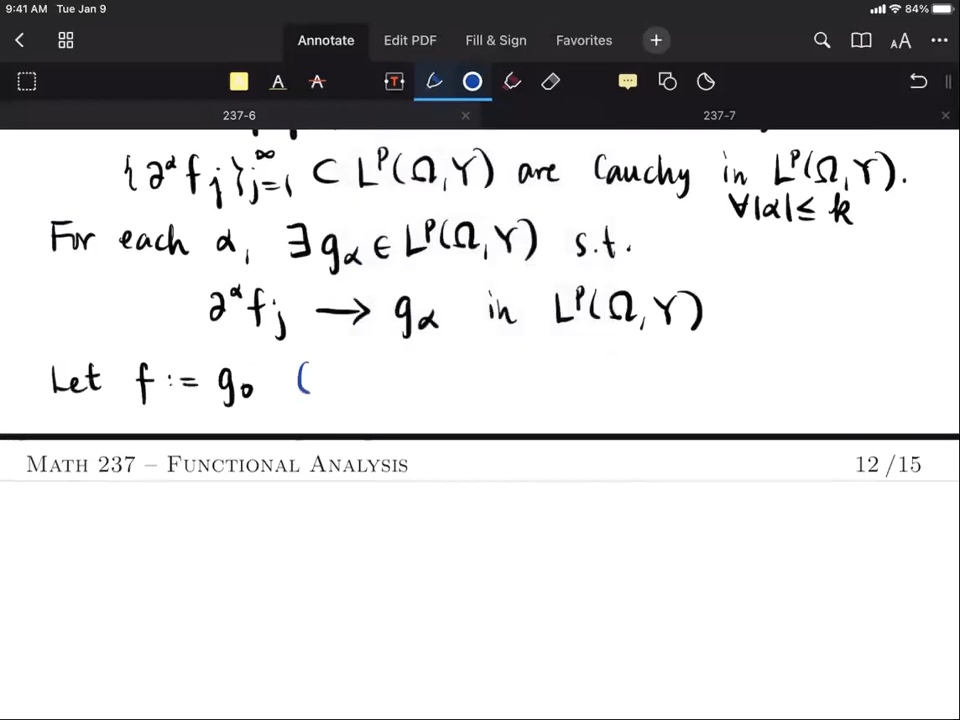 9:41 AM Tue Jan 9 84%
Annotate Edit PDF Fill & Sign Favorites
237-6 237-7
{∂^α f_j}_{j=1}^∞ ⊂ L^p(Ω,Y) are Cauchy in L^p(Ω,Y).
∀|α| ≤ k
For each α, ∃ g_α ∈ L^p(Ω,Y) s.t.
∂^α f_j → g_α in L^p(Ω,Y)
Let f := g_0 (
MATH 237 – FUNCTIONAL ANALYSIS 12 / 15